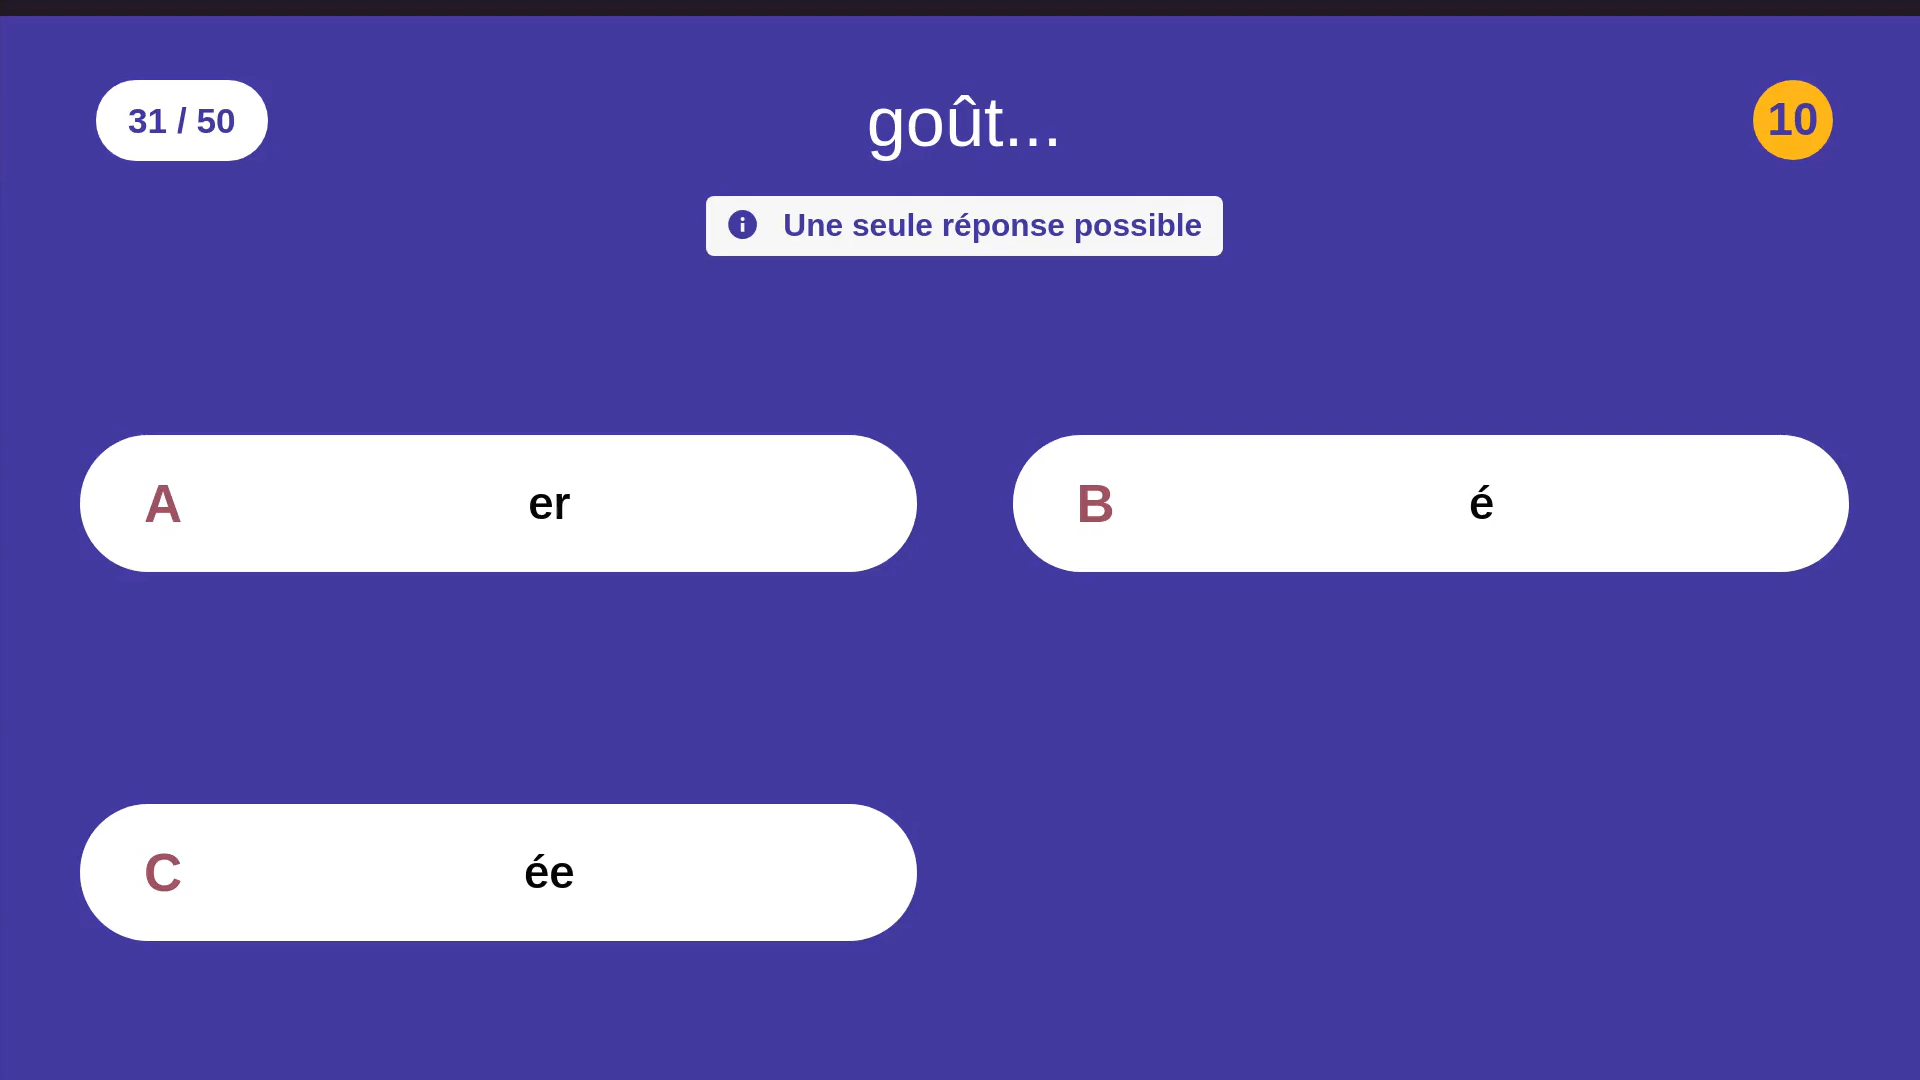 31 / 50
goût...
10
Une seule réponse possible
A er
B é
C ée